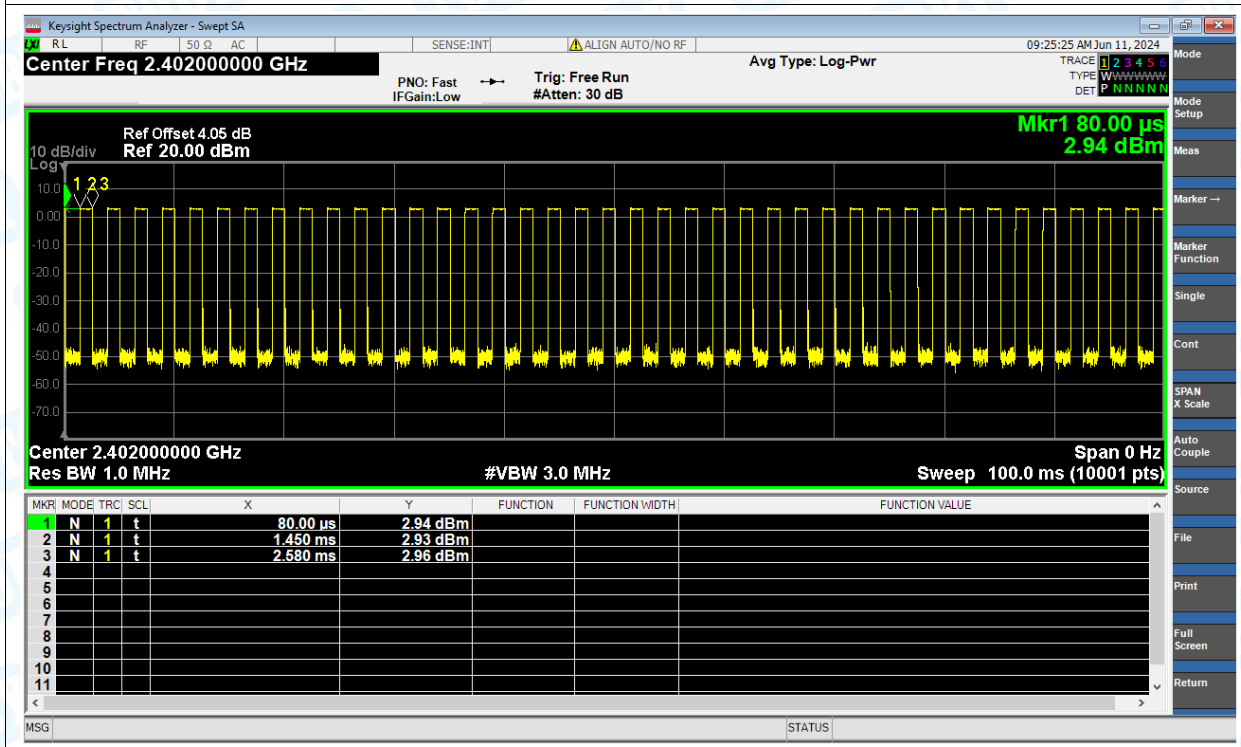 Keysight Spectrum Analyzer - Swept SA
LXI RL RF 50 Ω AC SENSE:INT ALIGN AUTO/NO RF 09:25:25 AM Jun 11, 2024
Center Freq 2.402000000 GHz
PNO: Fast
IFGain:Low
Trig: Free Run
#Atten: 30 dB
Avg Type: Log-Pwr
TRACE 1 2 3 4 5 6
TYPE WWWWWW
DET P N N N N N
Mkr1 80.00 µs
2.94 dBm
Ref Offset 4.05 dB
10 dB/div Ref 20.00 dBm
Log
10.0
0.00
-10.0
-20.0
-30.0
-40.0
-50.0
-60.0
-70.0
1 2 3
Center 2.402000000 GHz Span 0 Hz
Res BW 1.0 MHz #VBW 3.0 MHz Sweep 100.0 ms (10001 pts)
MKR MODE TRC SCL X Y FUNCTION FUNCTION WIDTH FUNCTION VALUE
1 N 1 t 80.00 µs 2.94 dBm
2 N 1 t 1.450 ms 2.93 dBm
3 N 1 t 2.580 ms 2.96 dBm
4
5
6
7
8
9
10
11
MSG STATUS
Mode
Mode
Setup
Meas
Marker →
Marker
Function
Single
Cont
SPAN
X Scale
Auto
Couple
Source
File
Print
Full
Screen
Return